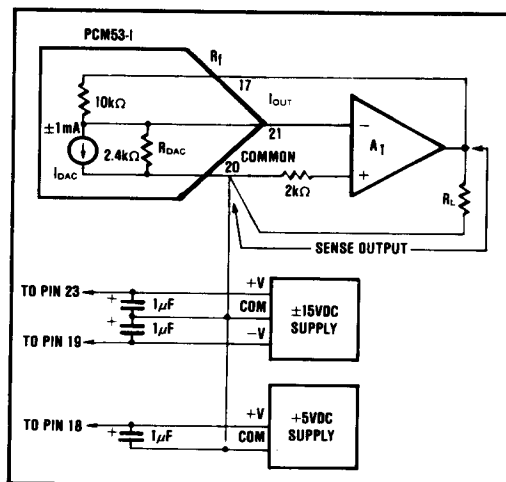 PCM53-I
Rf
17
10kΩ
IOUT
21
±1mA
RDAC
2.4kΩ
IDAC
20
COMMON
2kΩ
−
A1
+
RL
SENSE OUTPUT
TO PIN 23
+V
+
1μF
COM
±15VDC
SUPPLY
+
1μF
TO PIN 19
−V
TO PIN 18
+V
+
1μF
COM
+5VDC
SUPPLY